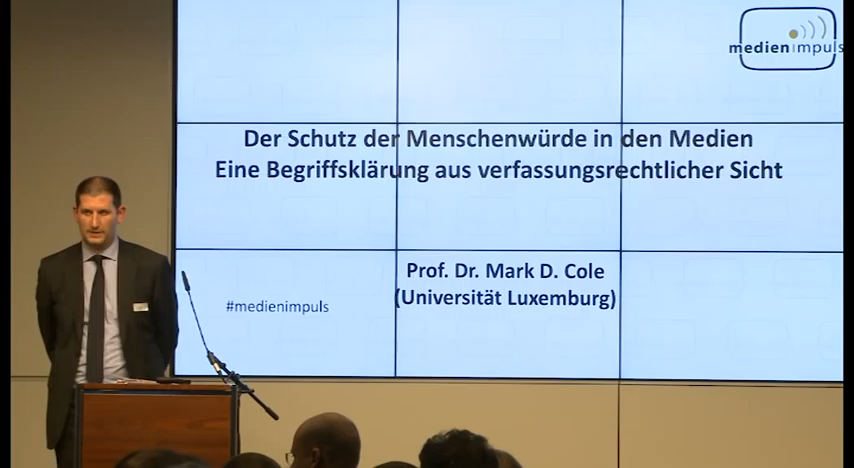 medienimpuls
Der Schutz der Menschenwürde in den Medien
Eine Begriffsklärung aus verfassungsrechtlicher Sicht
Prof. Dr. Mark D. Cole
(Universität Luxemburg)
#medienimpuls